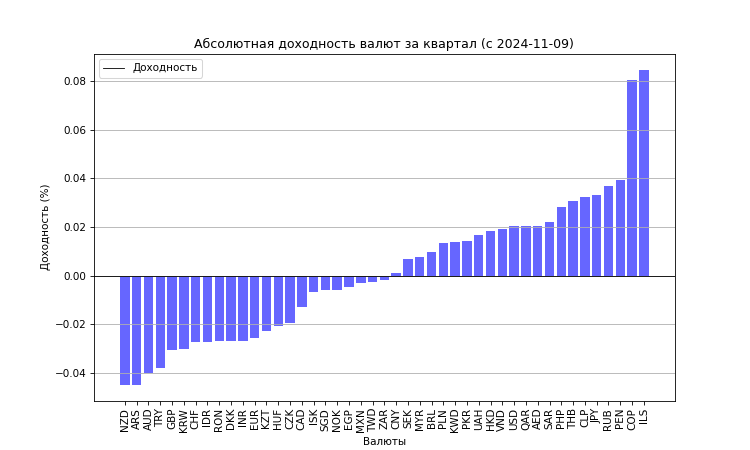 Абсолютная доходность валют за квартал (с 2024-11-09)
Доходность
Доходность (%)
0.08
0.06
0.04
0.02
0.00
−0.02
−0.04
NZD ARS AUD TRY GBP KRW CHF IDR RON DKK INR EUR KZT HUF CZK CAD ISK SGD NOK EGP MXN TWD ZAR CNY SEK MYR BRL PLN KWD PKR UAH HKD VND USD QAR AED SAR PHP THB CLP JPY RUB PEN COP ILS
Валюты